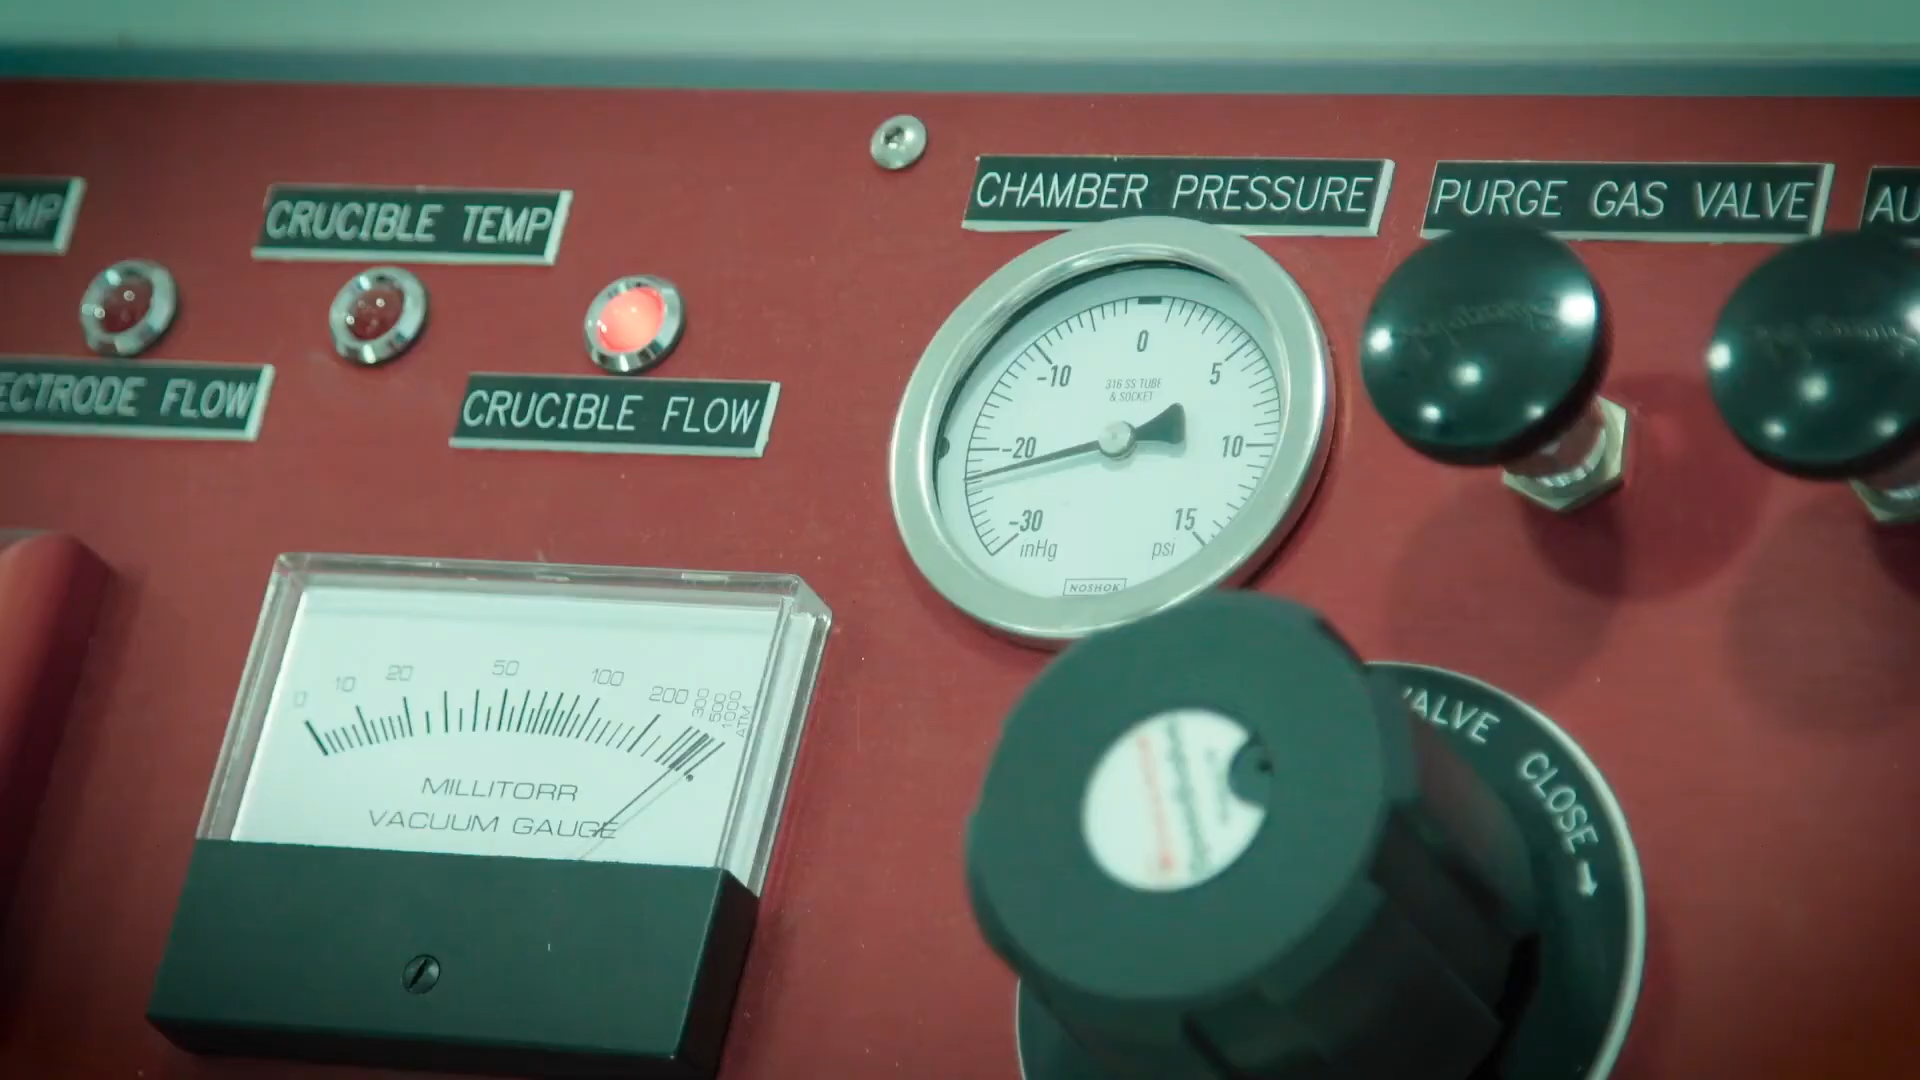 CHAMBER PRESSURE
PURGE GAS VALVE
AU
EMP
CRUCIBLE TEMP
ECTRODE FLOW
CRUCIBLE FLOW
0
-10
5
316 SS TUBE
& SOCKET
-20
10
-30
15
inHg
psi
NOSHOK
0 10 20 50 100 200 300 500 1000 ATM
MILLITORR
VACUUM GAUGE
VALVE CLOSE→